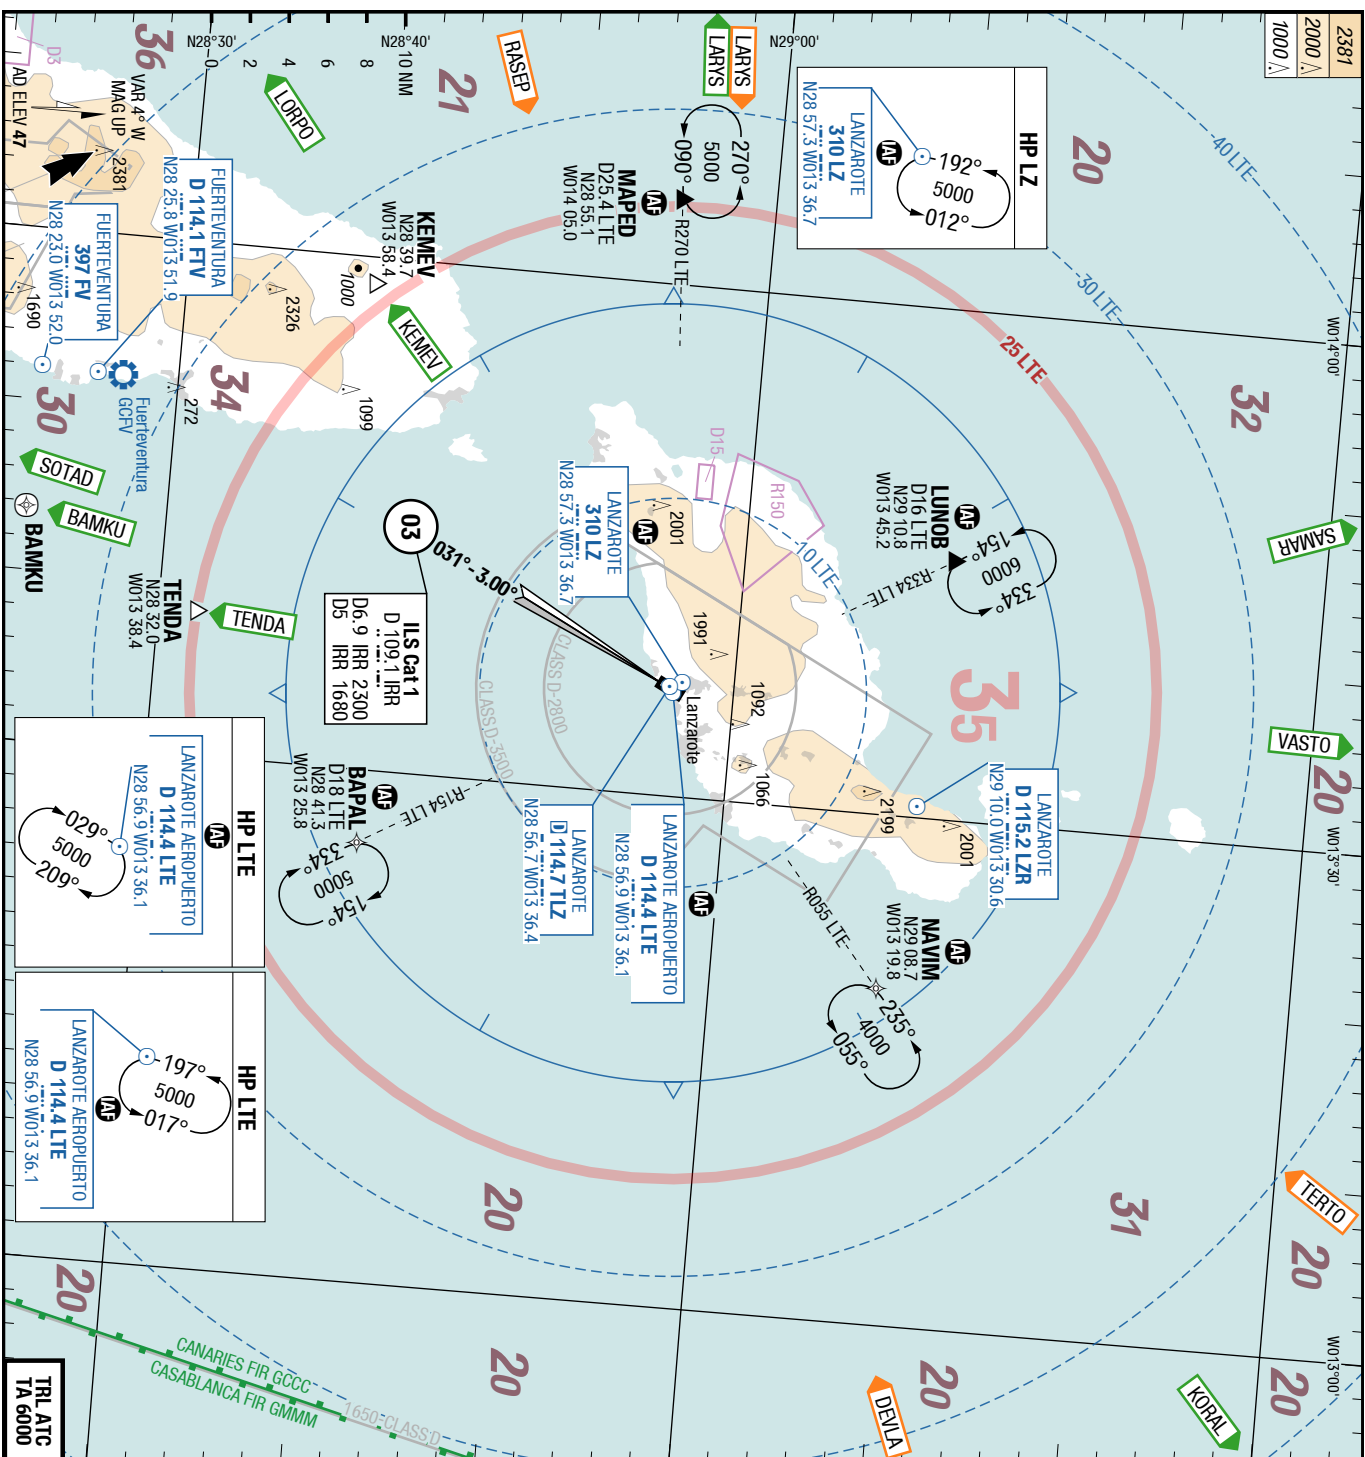 2381
2000
1000
N28°30'
N28°40'
N29°00'
0
2
4
6
8
10 NM
36
21
20
32
34
30
35
20
31
20
20
20
20
20
20
VAR 4° W
MAG UP
AD ELEV 47
D3
LORPO
RASEP
LARYS
LARYS
HP LZ
192°
5000
012°
IAF
LANZAROTE
310 LZ
N28 57.3 W013 36.7
40 LTE
30 LTE
25 LTE
10 LTE
W014°00'
W013°30'
W013°00'
270°
5000
090°
R270 LTE
IAF
MAPED
D25.4 LTE
N28 55.1
W014 05.0
KEMEV
N28 39.7
W013 58.4
KEMEV
1000
2381
2326
1099
1690
272
FUERTEVENTURA
D 114.1 FTV
N28 25.8 W013 51.9
FUERTEVENTURA
397 FV
N28 23.0 W013 52.0
Fuerteventura
GCFV
SOTAD
BAMKU
BAMKU
TENDA
N28 32.0
W013 38.4
TENDA
03
031°-3.00°
ILS Cat 1
D 109.1 IRR
D6.9 IRR 2300
D5 IRR 1680
D15
R150
IAF
LANZAROTE
310 LZ
N28 57.3 W013 36.7
2001
1991
1092
1066
2199
2001
Lanzarote
CLASS D-2800
CLASS D-3500
IAF
LUNOB
D16 LTE
N29 10.8
W013 45.2
154°
6000
334°
R334 LTE
SAMAR
VASTO
LANZAROTE
D 115.2 LZR
N29 10.0 W013 30.6
IAF
NAVIM
N29 08.7
W013 19.8
R055 LTE
235°
4000
055°
IAF
LANZAROTE AEROPUERTO
D 114.4 LTE
N28 56.9 W013 36.1
LANZAROTE
D 114.7 TLZ
N28 56.7 W013 36.4
IAF
BAPAL
D18 LTE
N28 41.3
W013 25.8
R154 LTE
334°
5000
154°
HP LTE
IAF
LANZAROTE AEROPUERTO
D 114.4 LTE
N28 56.9 W013 36.1
029°
5000
209°
HP LTE
197°
5000
017°
IAF
LANZAROTE AEROPUERTO
D 114.4 LTE
N28 56.9 W013 36.1
TERTO
DEVLA
KORAL
CANARIES FIR GCCC
CASABLANCA FIR GMMM
1650-CLASS D
TRL ATC
TA 6000